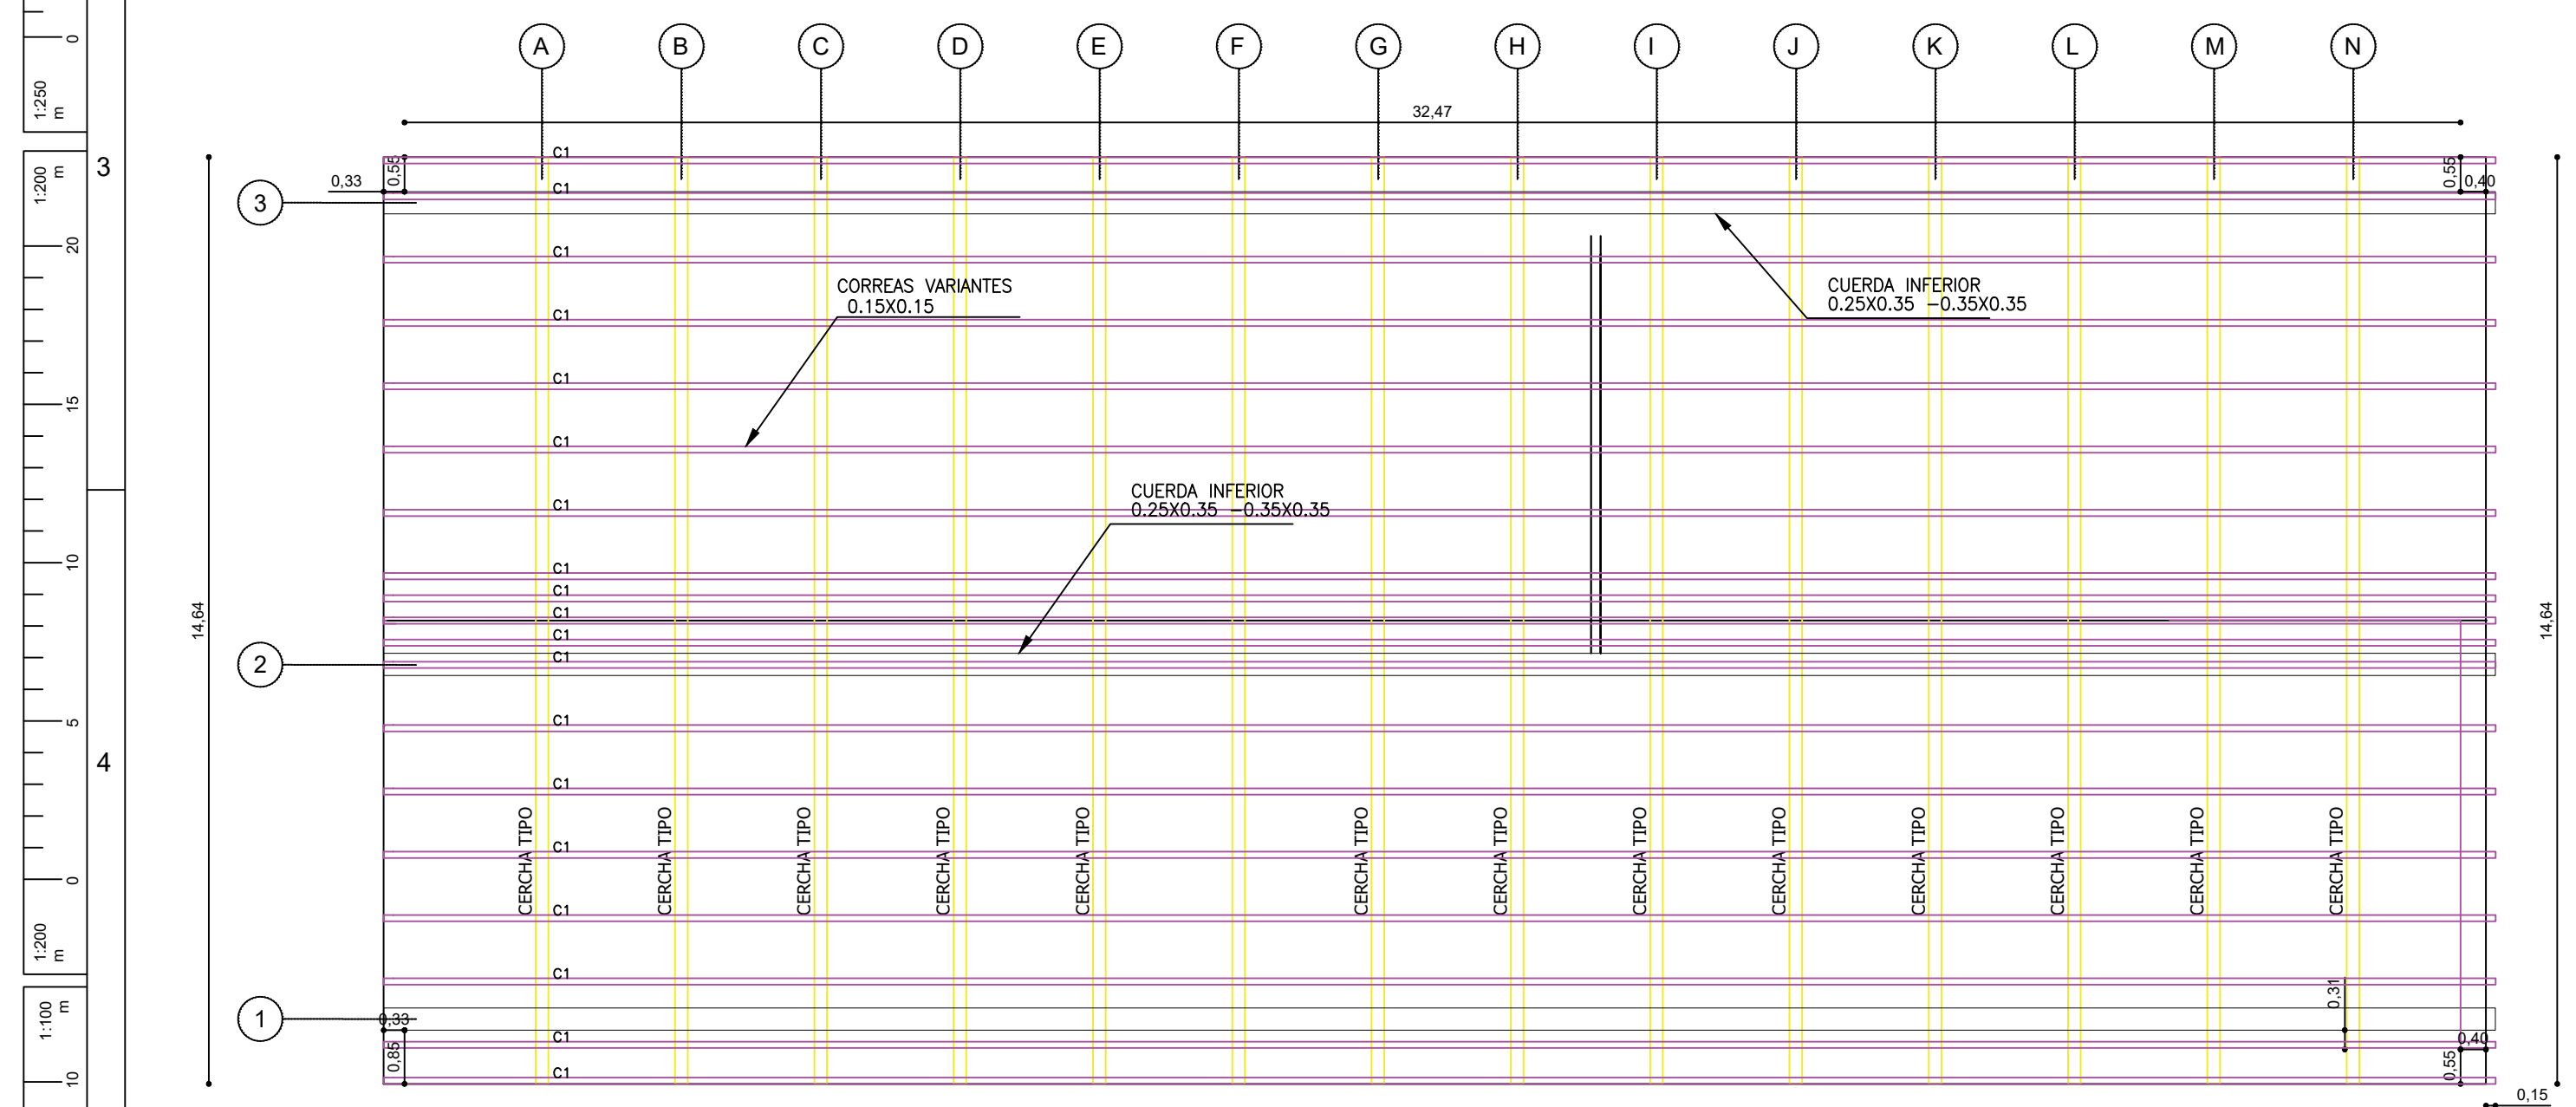 A B C D E F G H I J K L M N
32,47
0
1:250
m
3
1:200
m
20
15
10
5
0
1:200
m
4
1:100
m
10
14,64
3
0,33
0,55
C1
C1
0,55
0,40
C1
CORREAS VARIANTES
0.15X0.15
CUERDA INFERIOR
0.25X0.35 -0.35X0.35
C1
C1
C1
CUERDA INFERIOR
0.25X0.35 -0.35X0.35
C1
C1
C1
C1
C1
2
C1
14,64
C1
C1
CERCHA TIPO
CERCHA TIPO
CERCHA TIPO
CERCHA TIPO
CERCHA TIPO
CERCHA TIPO
CERCHA TIPO
CERCHA TIPO
CERCHA TIPO
CERCHA TIPO
CERCHA TIPO
CERCHA TIPO
CERCHA TIPO
C1
C1
C1
0,31
1
0,33
0,85
C1
0,40
0,55
C1
0,15